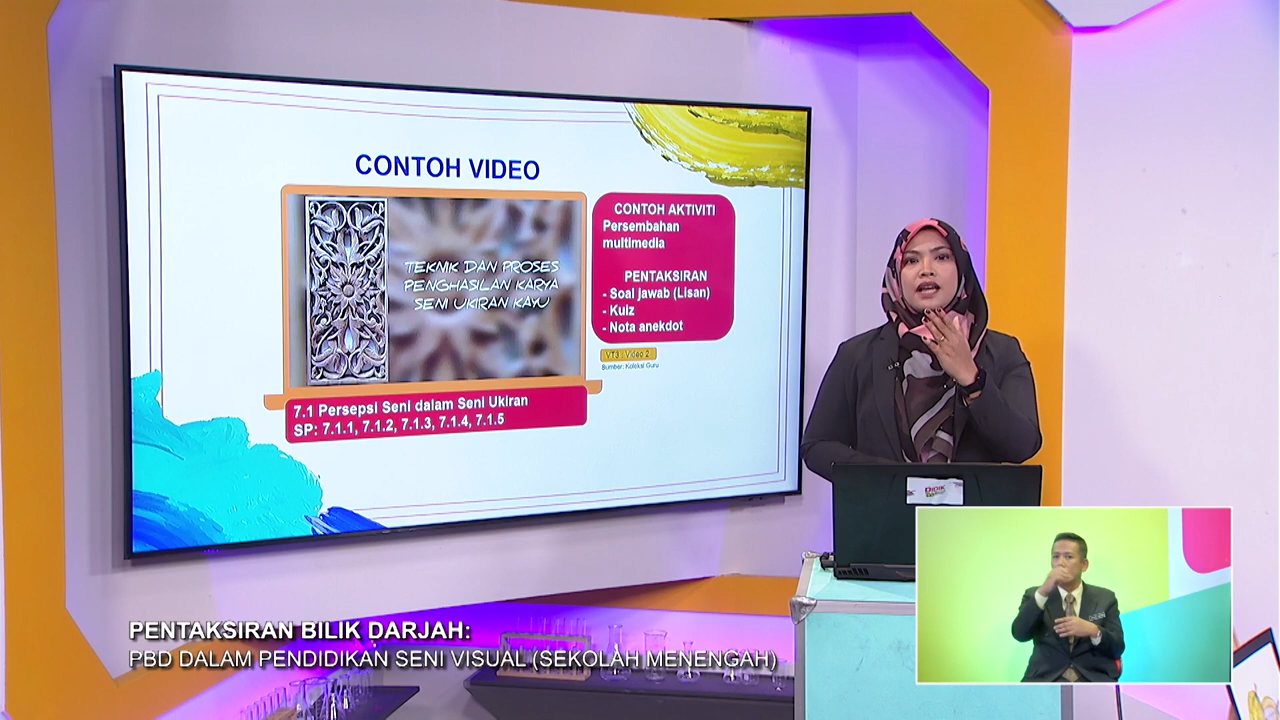 CONTOH VIDEO
TEKNIK DAN PROSES
PENGHASILAN KARYA
SENI UKIRAN KAYU
CONTOH AKTIVITI
Persembahan
multimedia
PENTAKSIRAN
- Soal jawab (Lisan)
- Kuiz
- Nota anekdot
VT3 : Video 2
Sumber: Koleksi Guru
7.1 Persepsi Seni dalam Seni Ukiran
SP: 7.1.1, 7.1.2, 7.1.3, 7.1.4, 7.1.5
DIDIK
PENTAKSIRAN BILIK DARJAH:
PBD DALAM PENDIDIKAN SENI VISUAL (SEKOLAH MENENGAH)